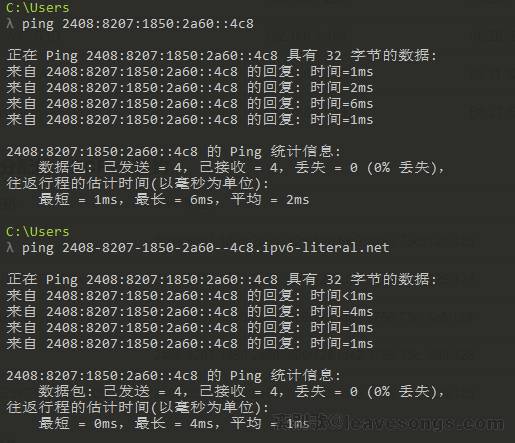 C:\Users
λ ping 2408:8207:1850:2a60::4c8
正在 Ping 2408:8207:1850:2a60::4c8 具有 32 字节的数据:
来自 2408:8207:1850:2a60::4c8 的回复: 时间=1ms
来自 2408:8207:1850:2a60::4c8 的回复: 时间=2ms
来自 2408:8207:1850:2a60::4c8 的回复: 时间=6ms
来自 2408:8207:1850:2a60::4c8 的回复: 时间=1ms
2408:8207:1850:2a60::4c8 的 Ping 统计信息:
数据包: 已发送 = 4，已接收 = 4，丢失 = 0 (0% 丢失)，
往返行程的估计时间(以毫秒为单位):
最短 = 1ms，最长 = 6ms，平均 = 2ms
C:\Users
λ ping 2408-8207-1850-2a60--4c8.ipv6-literal.net
正在 Ping 2408:8207:1850:2a60::4c8 具有 32 字节的数据:
来自 2408:8207:1850:2a60::4c8 的回复: 时间<1ms
来自 2408:8207:1850:2a60::4c8 的回复: 时间=4ms
来自 2408:8207:1850:2a60::4c8 的回复: 时间=1ms
来自 2408:8207:1850:2a60::4c8 的回复: 时间=1ms
2408:8207:1850:2a60::4c8 的 Ping 统计信息:
数据包: 已发送 = 4，已接收 = 4，丢失 = 0 (0% 丢失)，
往返行程的估计时间(以毫秒为单位):
最短 = 0ms，最长 = 4ms，平均 = 1ms
@leavesongs.com